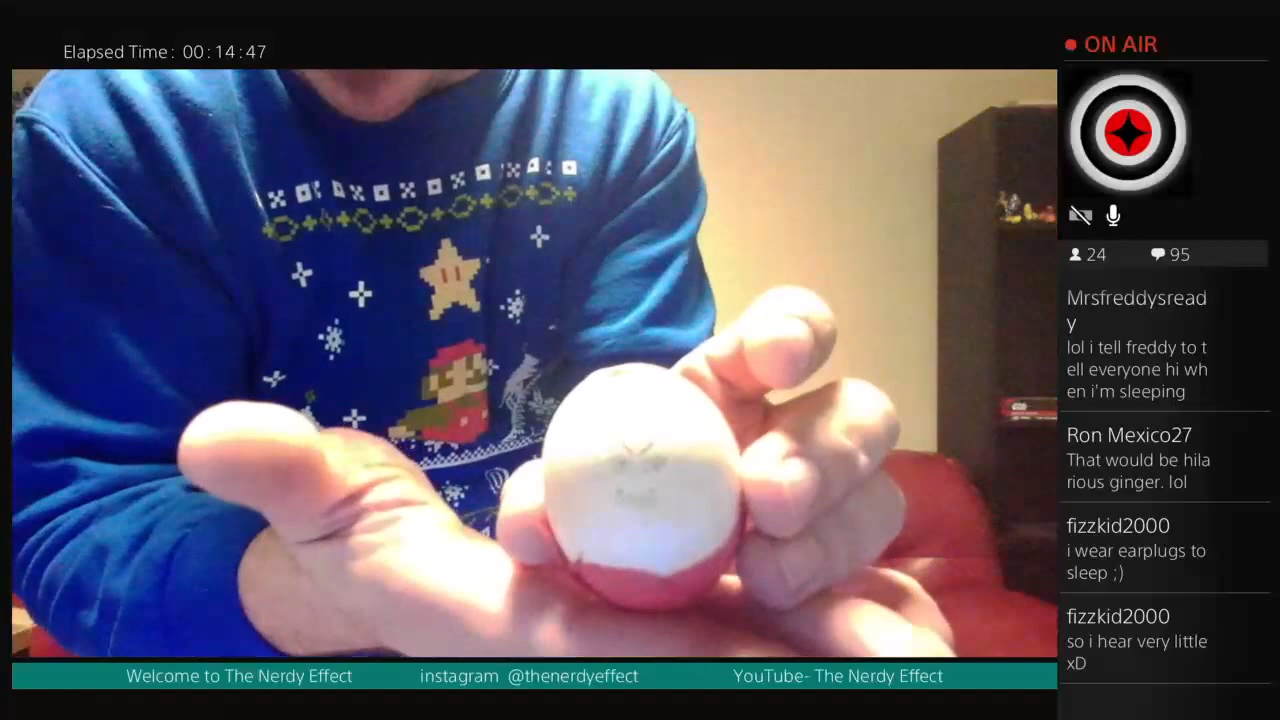 Elapsed Time: 00:14:47
ON AIR
24 95
Mrsfreddysread
y
lol i tell freddy to t
ell everyone hi wh
en i'm sleeping
Ron Mexico27
That would be hila
rious ginger. lol
fizzkid2000
i wear earplugs to
sleep ;)
fizzkid2000
so i hear very little
xD
Welcome to The Nerdy Effect instagram @thenerdyeffect YouTube- The Nerdy Effect